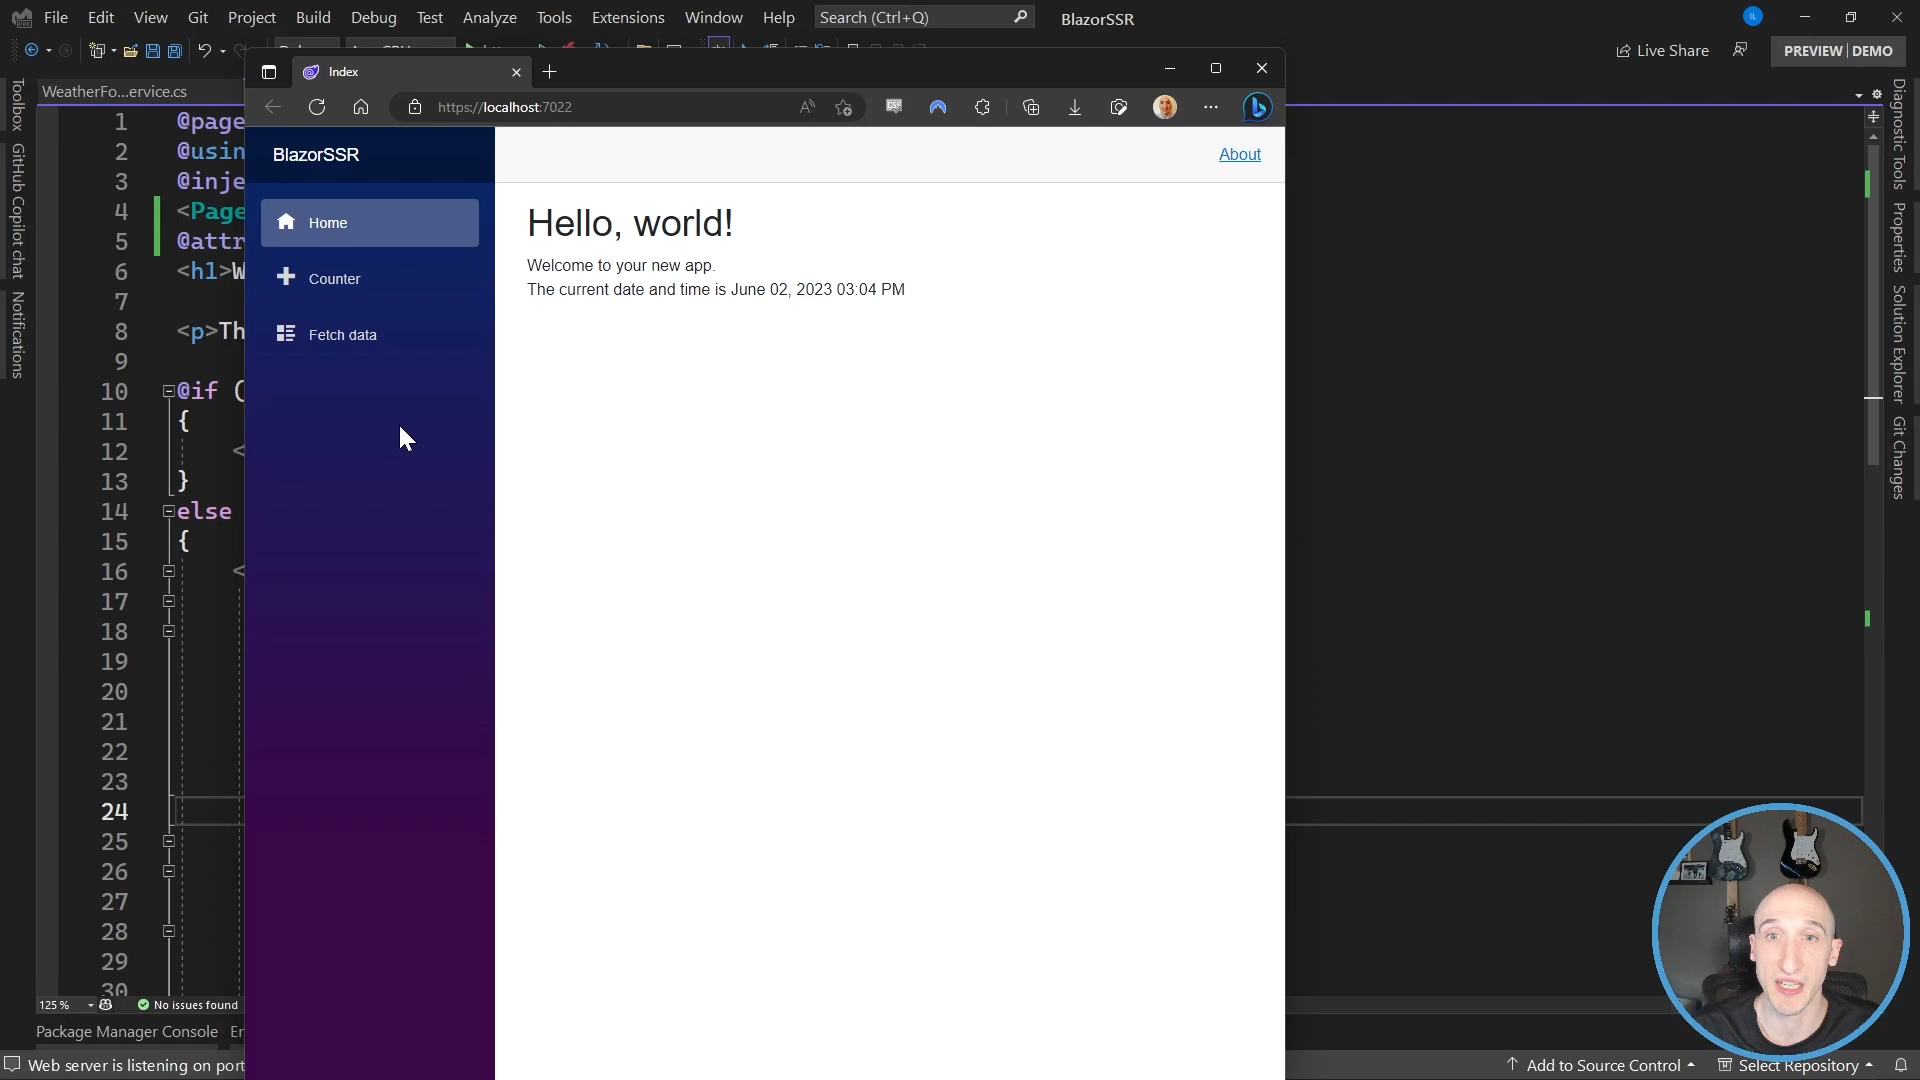 File Edit View Git Project Build Debug Test Analyze Tools Extensions Window Help Search (Ctrl+Q) BlazorSSR
IL
Live Share
PREVIEW | DEMO
Toolbox
GitHub Copilot chat
Notifications
WeatherFo...ervice.cs
Index
https://localhost:7022
GSF
BlazorSSR
About
Home
Counter
Fetch data
Hello, world!
Welcome to your new app.
The current date and time is June 02, 2023 03:04 PM
1 @page
2 @usin
3 @inje
4 <Page
5 @attr
6 <h1>W
7
8 <p>Th
9
10 @if (
11 {
12 <
13 }
14 else
15 {
16 <
17
18
19
20
21
22
23
24
25
26
27
28
29
30
125 %
No issues found
Package Manager Console Er
Web server is listening on port
Add to Source Control
Select Repository
Diagnostic Tools
Properties
Solution Explorer
Git Changes